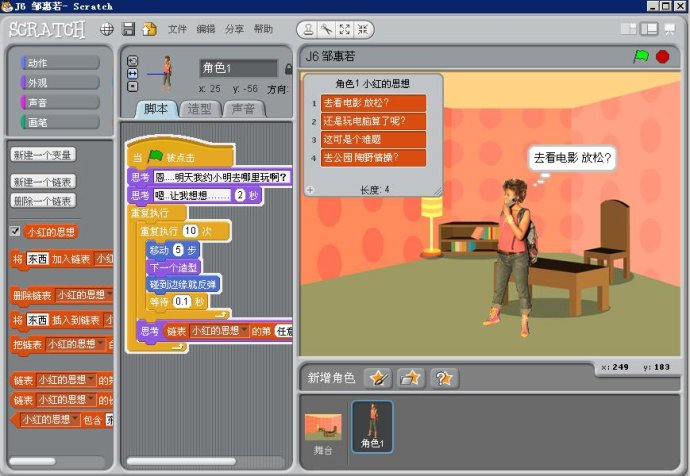 J6 邹惠若- Scratch
SCRATCH
文件 编辑 分享 帮助
动作
外观
声音
画笔
新建一个变量
新建一个链表
删除一个链表
小红的思想
将 东西 加入链表 小红
删除链表 小红的思想
将 东西 插入到链表
把链表 小红的思想
链表 小红的思想 的
链表 小红的思想 的
小红的思想 包含
角色1
x: 25 y: -56 方向:
脚本 造型 声音
当 被点击
思考 恩....明天我约小明去哪里玩啊?
思考 嗯..让我想想....... 2 秒
重复执行
重复执行 10 次
移动 5 步
下一个造型
碰到边缘就反弹
等待 0.1 秒
思考 链表 小红的思想 的第 任意
J6 邹惠若
角色1 小红的思想
1 去看电影 放松?
2 还是玩电脑算了呢?
3 这可是个难题
4 去公园 陶野情操?
+ 长度: 4
去看电影 放松?
x: 249 y: 183
新增角色
舞台
角色1